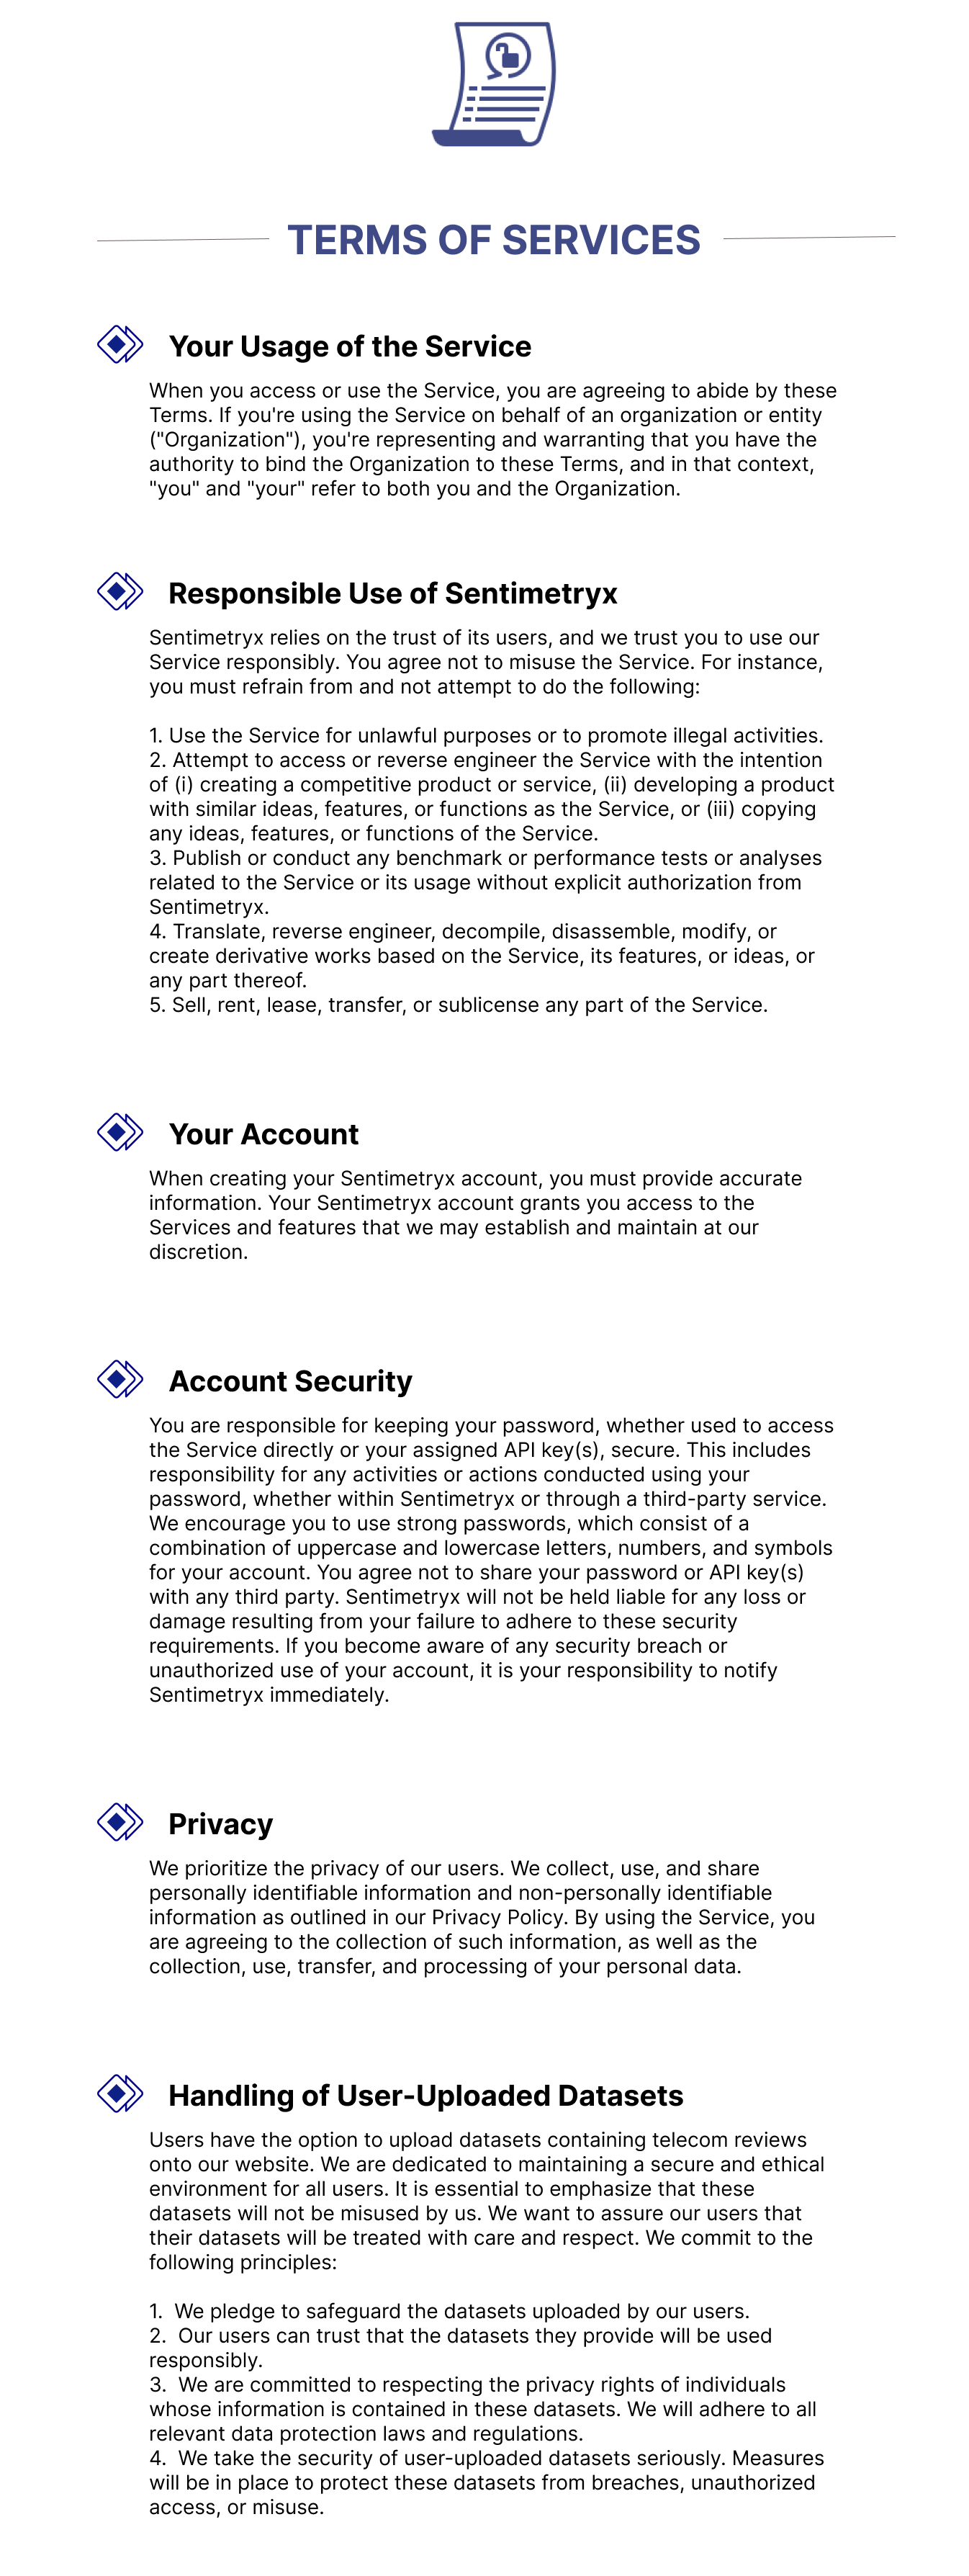 TERMS OF SERVICES
Your Usage of the Service
When you access or use the Service, you are agreeing to abide by these
Terms. If you're using the Service on behalf of an organization or entity
("Organization"), you're representing and warranting that you have the
authority to bind the Organization to these Terms, and in that context,
"you" and "your" refer to both you and the Organization.
Responsible Use of Sentimetryx
Sentimetryx relies on the trust of its users, and we trust you to use our
Service responsibly. You agree not to misuse the Service. For instance,
you must refrain from and not attempt to do the following:
1. Use the Service for unlawful purposes or to promote illegal activities.
2. Attempt to access or reverse engineer the Service with the intention
of (i) creating a competitive product or service, (ii) developing a product
with similar ideas, features, or functions as the Service, or (iii) copying
any ideas, features, or functions of the Service.
3. Publish or conduct any benchmark or performance tests or analyses
related to the Service or its usage without explicit authorization from
Sentimetryx.
4. Translate, reverse engineer, decompile, disassemble, modify, or
create derivative works based on the Service, its features, or ideas, or
any part thereof.
5. Sell, rent, lease, transfer, or sublicense any part of the Service.
Your Account
When creating your Sentimetryx account, you must provide accurate
information. Your Sentimetryx account grants you access to the
Services and features that we may establish and maintain at our
discretion.
Account Security
You are responsible for keeping your password, whether used to access
the Service directly or your assigned API key(s), secure. This includes
responsibility for any activities or actions conducted using your
password, whether within Sentimetryx or through a third-party service.
We encourage you to use strong passwords, which consist of a
combination of uppercase and lowercase letters, numbers, and symbols
for your account. You agree not to share your password or API key(s)
with any third party. Sentimetryx will not be held liable for any loss or
damage resulting from your failure to adhere to these security
requirements. If you become aware of any security breach or
unauthorized use of your account, it is your responsibility to notify
Sentimetryx immediately.
Privacy
We prioritize the privacy of our users. We collect, use, and share
personally identifiable information and non-personally identifiable
information as outlined in our Privacy Policy. By using the Service, you
are agreeing to the collection of such information, as well as the
collection, use, transfer, and processing of your personal data.
Handling of User-Uploaded Datasets
Users have the option to upload datasets containing telecom reviews
onto our website. We are dedicated to maintaining a secure and ethical
environment for all users. It is essential to emphasize that these
datasets will not be misused by us. We want to assure our users that
their datasets will be treated with care and respect. We commit to the
following principles:
1. We pledge to safeguard the datasets uploaded by our users.
2. Our users can trust that the datasets they provide will be used
responsibly.
3. We are committed to respecting the privacy rights of individuals
whose information is contained in these datasets. We will adhere to all
relevant data protection laws and regulations.
4. We take the security of user-uploaded datasets seriously. Measures
will be in place to protect these datasets from breaches, unauthorized
access, or misuse.